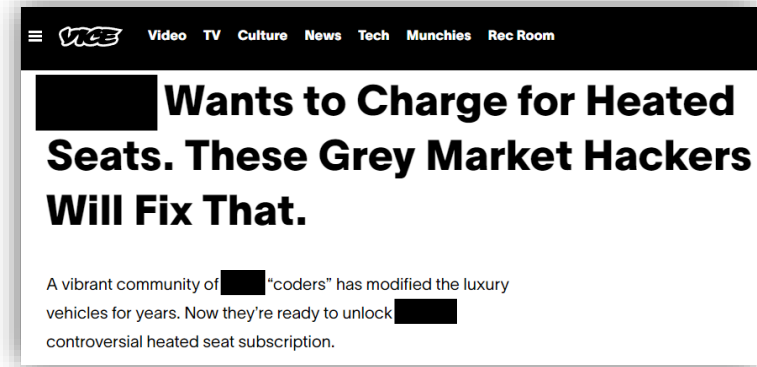 VICE Video TV Culture News Tech Munchies Rec Room
Wants to Charge for Heated
Seats. These Grey Market Hackers
Will Fix That.
A vibrant community of “coders” has modified the luxury
vehicles for years. Now they’re ready to unlock
controversial heated seat subscription.